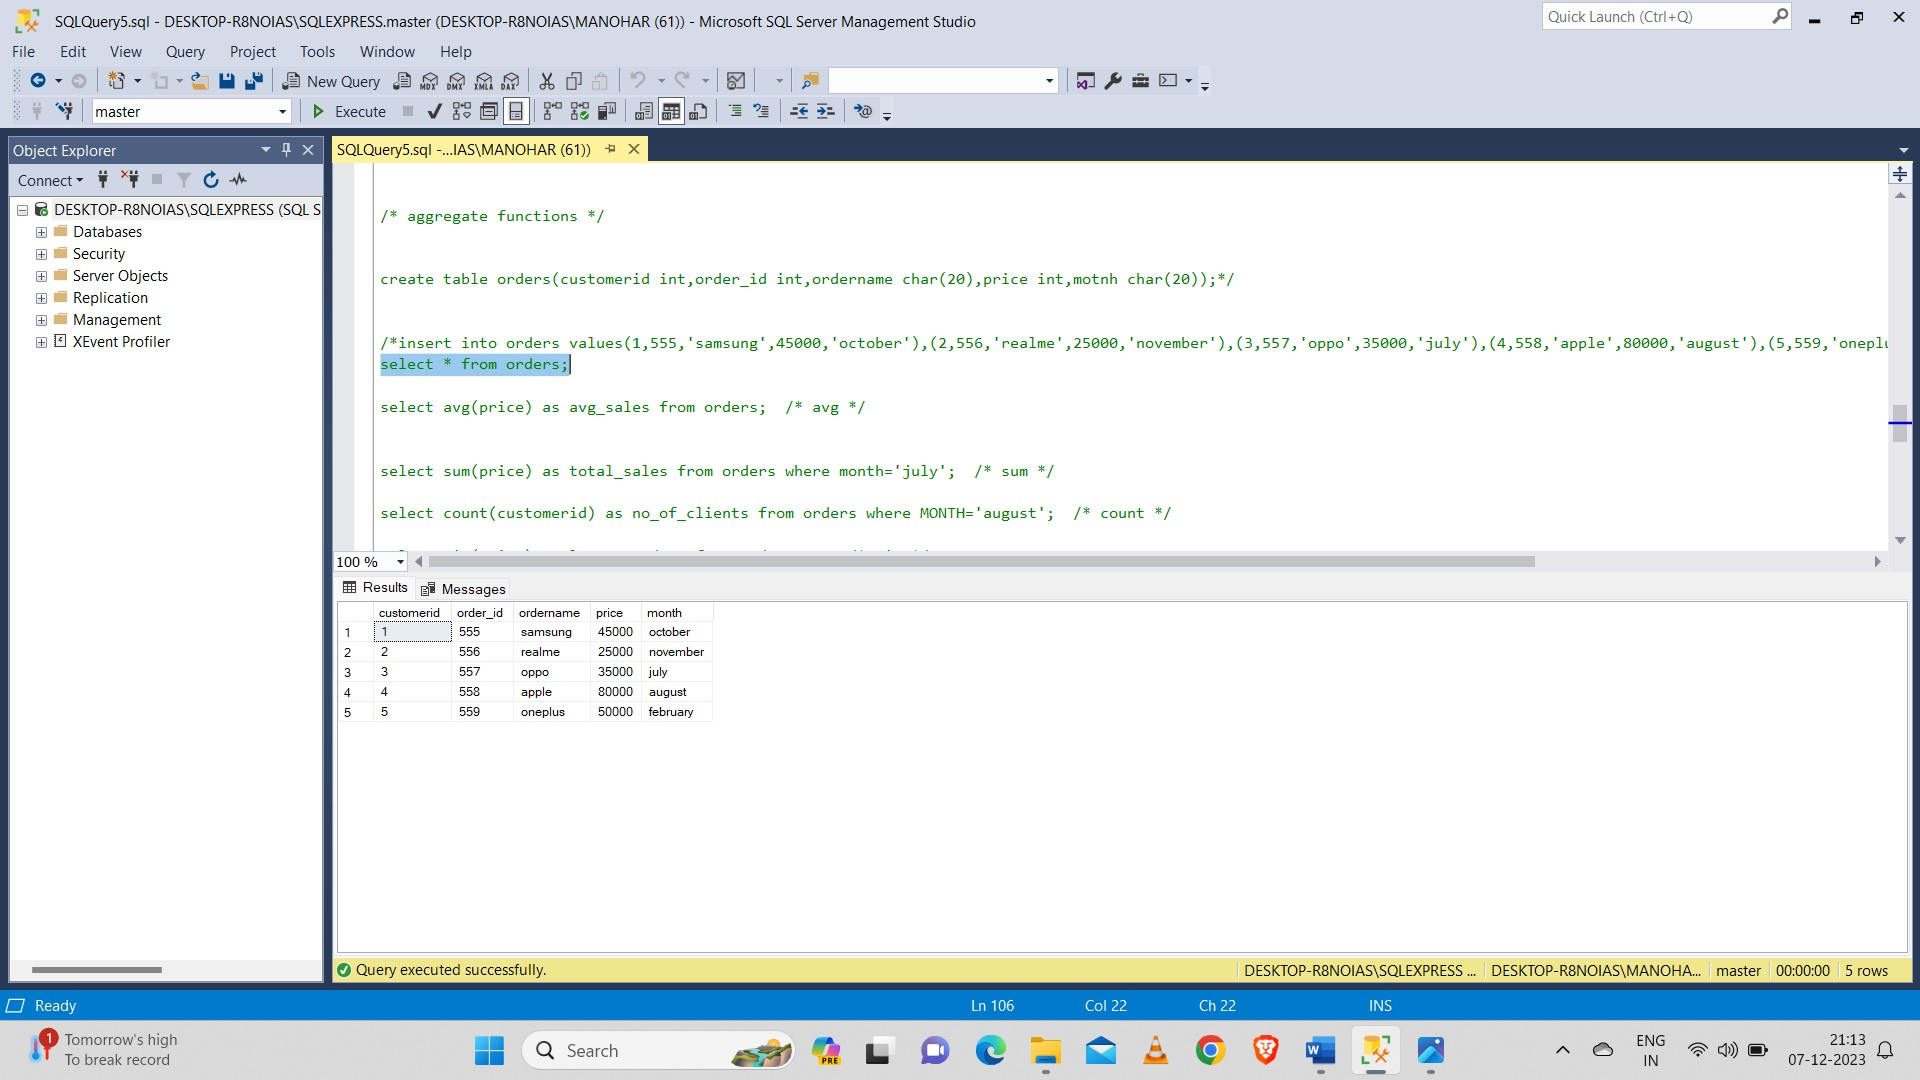 SQLQuery5.sql - DESKTOP-R8NOIAS\SQLEXPRESS.master (DESKTOP-R8NOIAS\MANOHAR (61)) - Microsoft SQL Server Management Studio
Quick Launch (Ctrl+Q)
File Edit View Query Project Tools Window Help
New Query MDX DMX XMLA DAX
master Execute
Object Explorer
SQLQuery5.sql -...IAS\MANOHAR (61))
Connect
DESKTOP-R8NOIAS\SQLEXPRESS (SQL S
Databases
Security
Server Objects
Replication
Management
XEvent Profiler
/* aggregate functions */
create table orders(customerid int,order_id int,ordername char(20),price int,motnh char(20));*/
/*insert into orders values(1,555,'samsung',45000,'october'),(2,556,'realme',25000,'november'),(3,557,'oppo',35000,'july'),(4,558,'apple',80000,'august'),(5,559,'oneplu
select * from orders;
select avg(price) as avg_sales from orders; /* avg */
select sum(price) as total_sales from orders where month='july'; /* sum */
select count(customerid) as no_of_clients from orders where MONTH='august'; /* count */
100 %
Results Messages
customerid order_id ordername price month
1 1 555 samsung 45000 october
2 2 556 realme 25000 november
3 3 557 oppo 35000 july
4 4 558 apple 80000 august
5 5 559 oneplus 50000 february
Query executed successfully.
DESKTOP-R8NOIAS\SQLEXPRESS ... DESKTOP-R8NOIAS\MANOHA... master 00:00:00 5 rows
Ready Ln 106 Col 22 Ch 22 INS
1
Tomorrow's high
To break record
Search
PRE
ENG
IN
21:13
07-12-2023